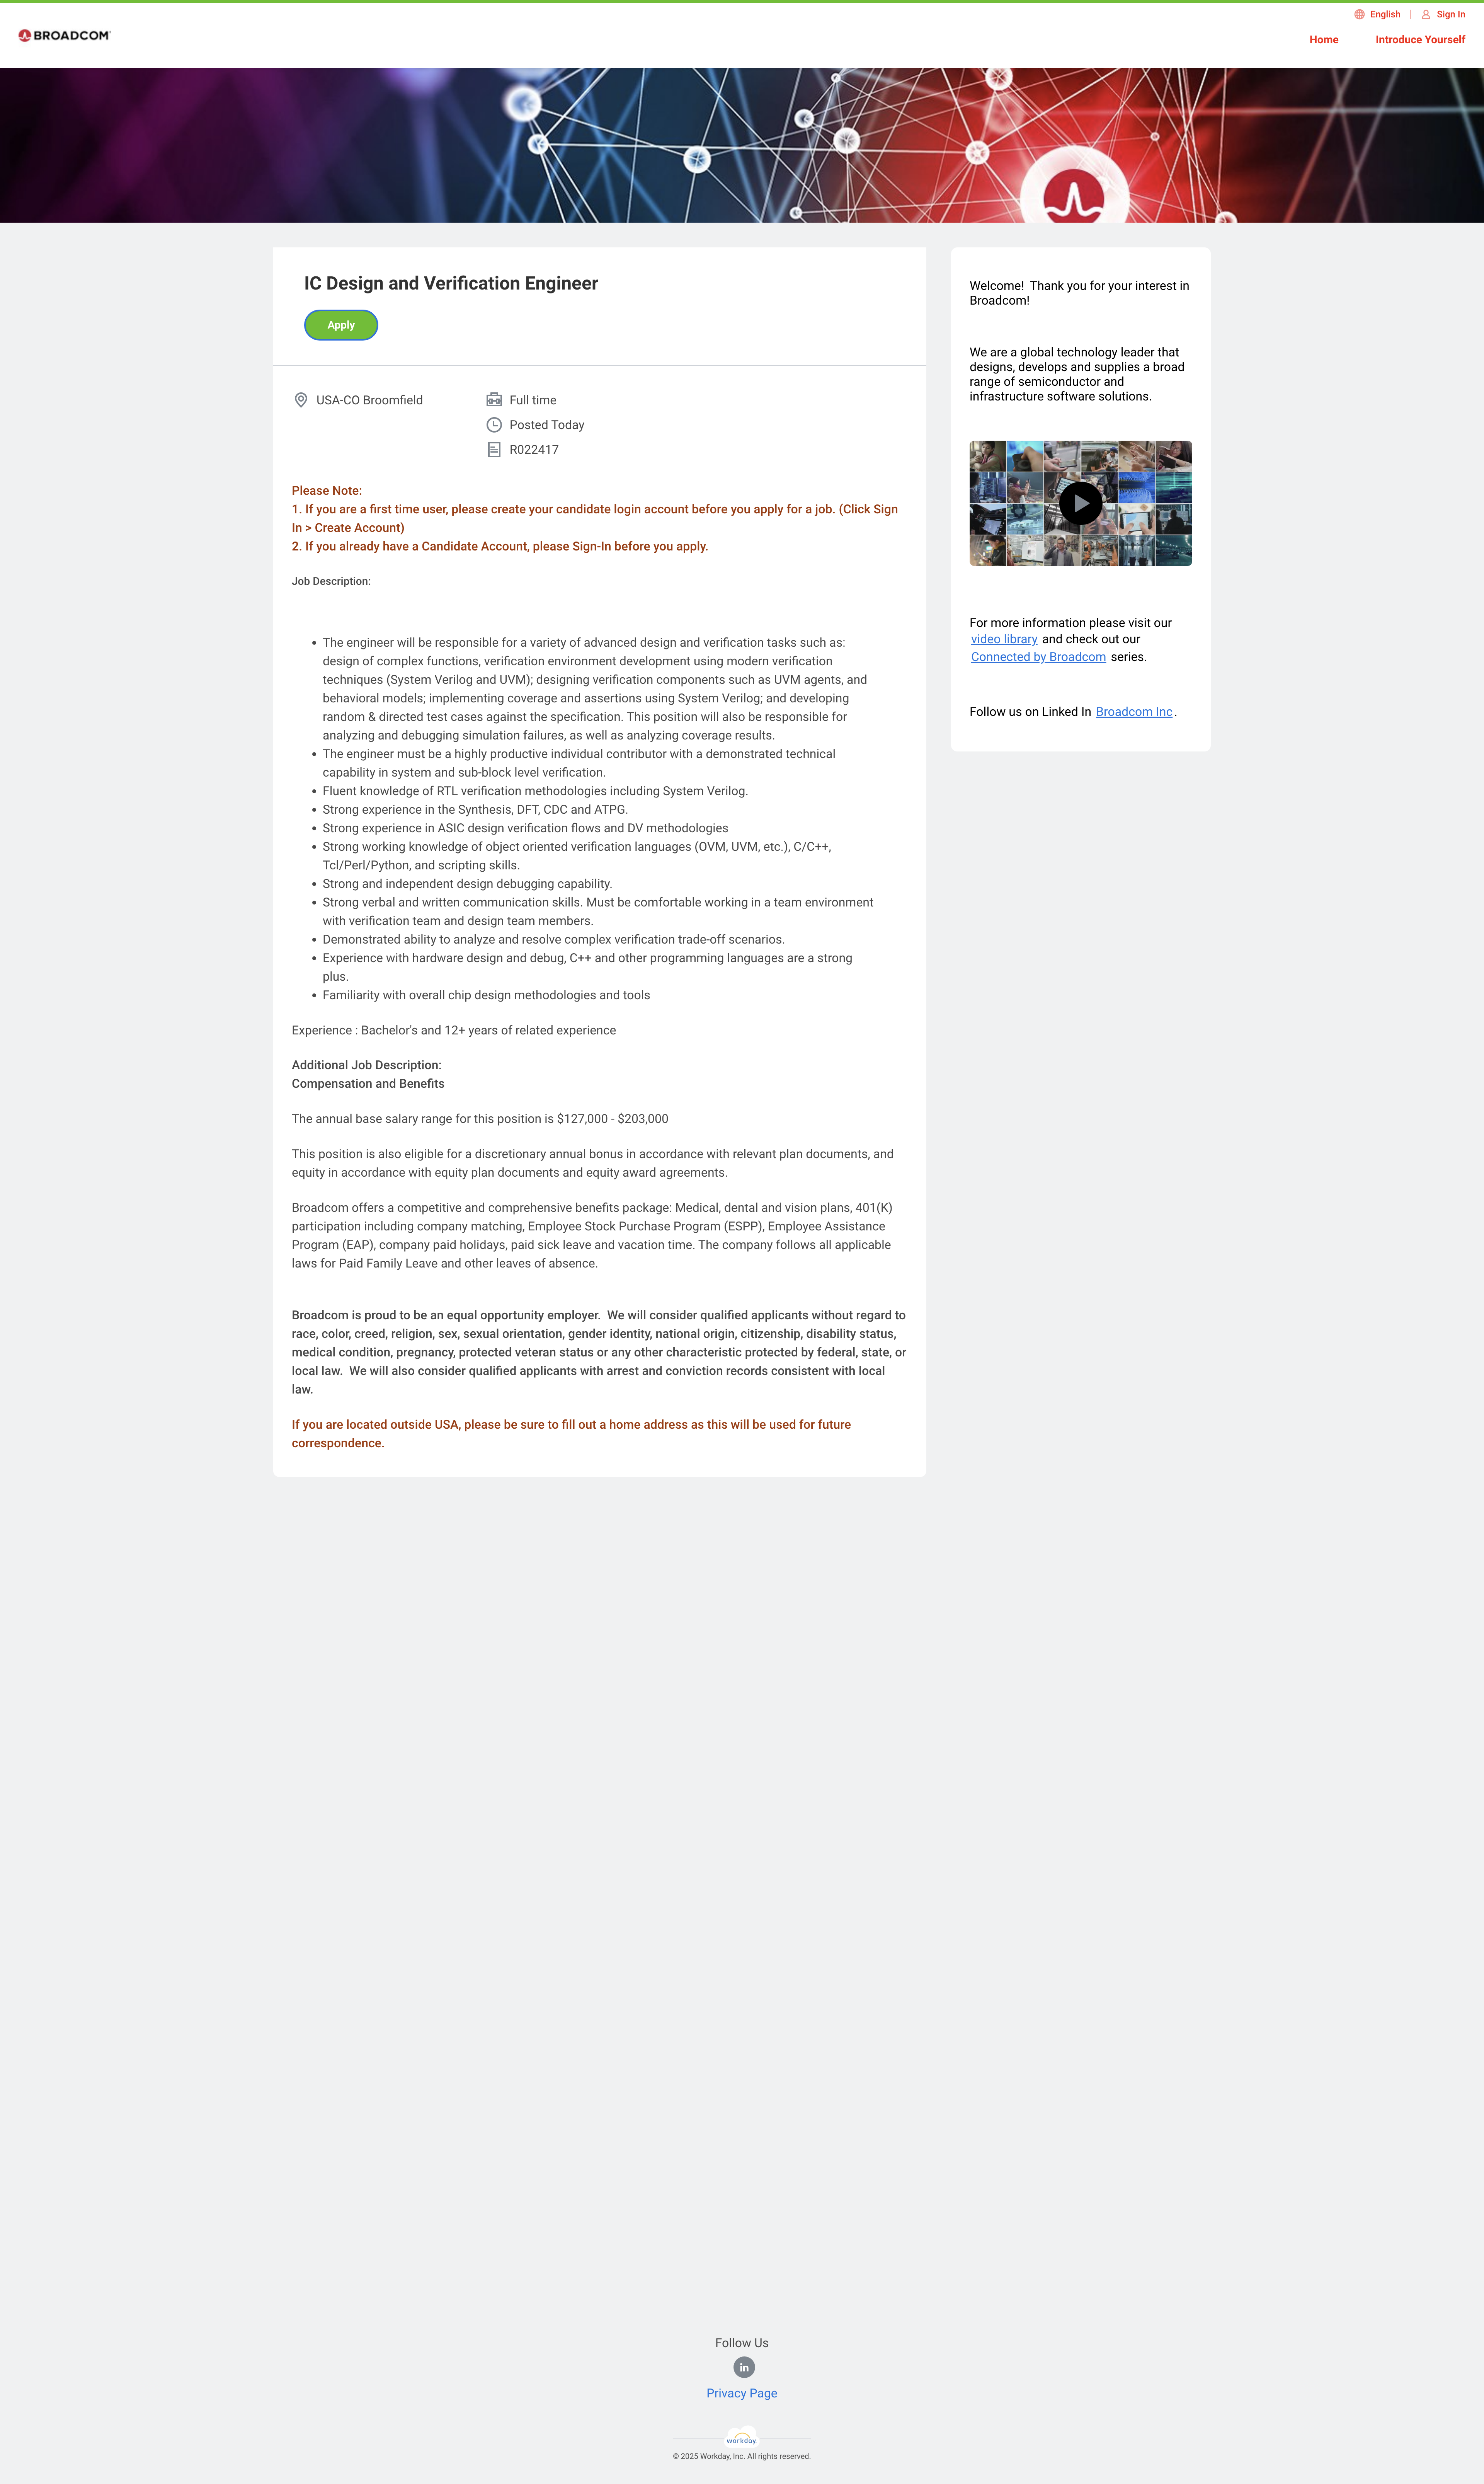 English | Sign In
BROADCOM
Home Introduce Yourself
IC Design and Verification Engineer
Apply
USA-CO Broomfield
Full time
Posted Today
R022417
Please Note:
1. If you are a first time user, please create your candidate login account before you apply for a job. (Click Sign
In > Create Account)
2. If you already have a Candidate Account, please Sign-In before you apply.
Job Description:
• The engineer will be responsible for a variety of advanced design and verification tasks such as:
design of complex functions, verification environment development using modern verification
techniques (System Verilog and UVM); designing verification components such as UVM agents, and
behavioral models; implementing coverage and assertions using System Verilog; and developing
random & directed test cases against the specification. This position will also be responsible for
analyzing and debugging simulation failures, as well as analyzing coverage results.
• The engineer must be a highly productive individual contributor with a demonstrated technical
capability in system and sub-block level verification.
• Fluent knowledge of RTL verification methodologies including System Verilog.
• Strong experience in the Synthesis, DFT, CDC and ATPG.
• Strong experience in ASIC design verification flows and DV methodologies
• Strong working knowledge of object oriented verification languages (OVM, UVM, etc.), C/C++,
Tcl/Perl/Python, and scripting skills.
• Strong and independent design debugging capability.
• Strong verbal and written communication skills. Must be comfortable working in a team environment
with verification team and design team members.
• Demonstrated ability to analyze and resolve complex verification trade-off scenarios.
• Experience with hardware design and debug, C++ and other programming languages are a strong
plus.
• Familiarity with overall chip design methodologies and tools
Experience : Bachelor's and 12+ years of related experience
Additional Job Description:
Compensation and Benefits
The annual base salary range for this position is $127,000 - $203,000
This position is also eligible for a discretionary annual bonus in accordance with relevant plan documents, and
equity in accordance with equity plan documents and equity award agreements.
Broadcom offers a competitive and comprehensive benefits package: Medical, dental and vision plans, 401(K)
participation including company matching, Employee Stock Purchase Program (ESPP), Employee Assistance
Program (EAP), company paid holidays, paid sick leave and vacation time. The company follows all applicable
laws for Paid Family Leave and other leaves of absence.
Broadcom is proud to be an equal opportunity employer.  We will consider qualified applicants without regard to
race, color, creed, religion, sex, sexual orientation, gender identity, national origin, citizenship, disability status,
medical condition, pregnancy, protected veteran status or any other characteristic protected by federal, state, or
local law.  We will also consider qualified applicants with arrest and conviction records consistent with local
law.
If you are located outside USA, please be sure to fill out a home address as this will be used for future
correspondence.
Welcome!  Thank you for your interest in
Broadcom!
We are a global technology leader that
designs, develops and supplies a broad
range of semiconductor and
infrastructure software solutions.
For more information please visit our
video library and check out our
Connected by Broadcom series.
Follow us on Linked In Broadcom Inc.
Follow Us
in
Privacy Page
workday
© 2025 Workday, Inc. All rights reserved.